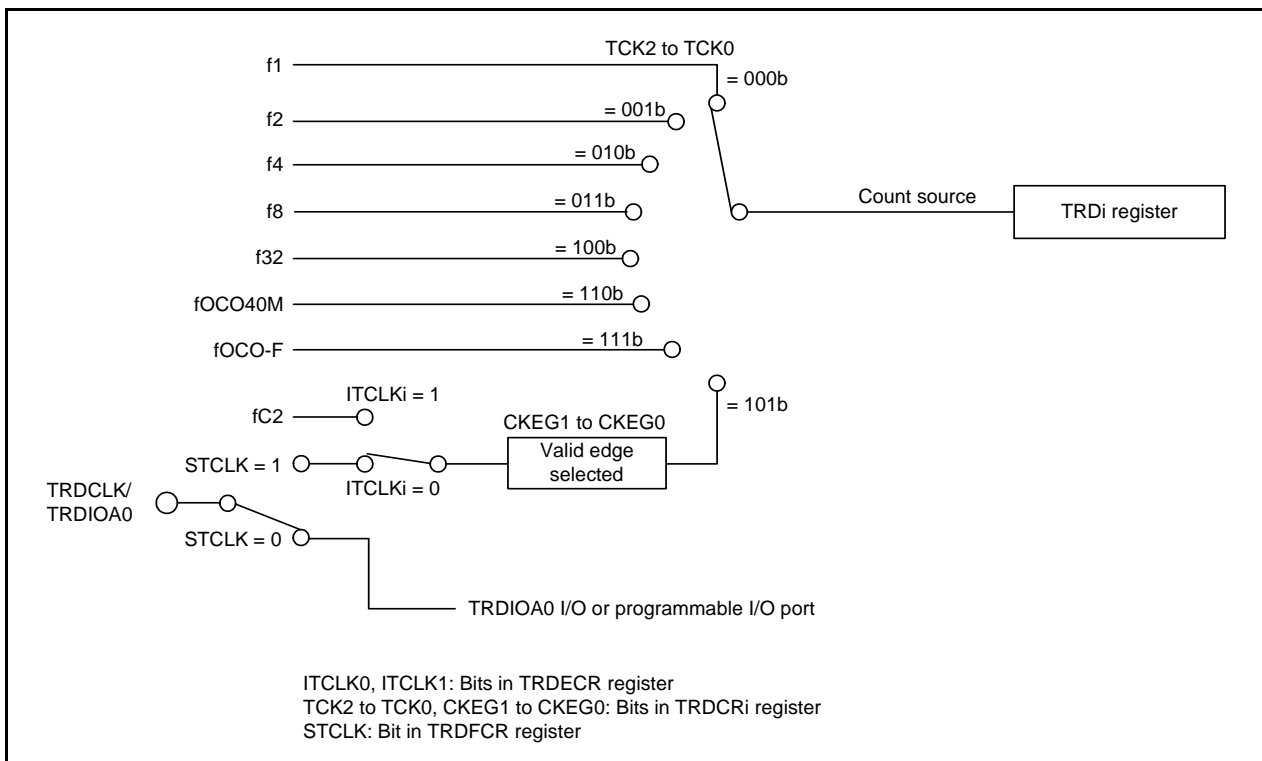 TCK2 to TCK0
f1
= 000b
f2
= 001b
f4
= 010b
f8
= 011b
Count source
TRDi register
f32
= 100b
fOCO40M
= 110b
fOCO-F
= 111b
ITCLKi = 1
fC2
= 101b
CKEG1 to CKEG0
Valid edge
selected
STCLK = 1
ITCLKi = 0
TRDCLK/
TRDIOA0
STCLK = 0
TRDIOA0 I/O or programmable I/O port
ITCLK0, ITCLK1: Bits in TRDECR register
TCK2 to TCK0, CKEG1 to CKEG0: Bits in TRDCRi register
STCLK: Bit in TRDFCR register